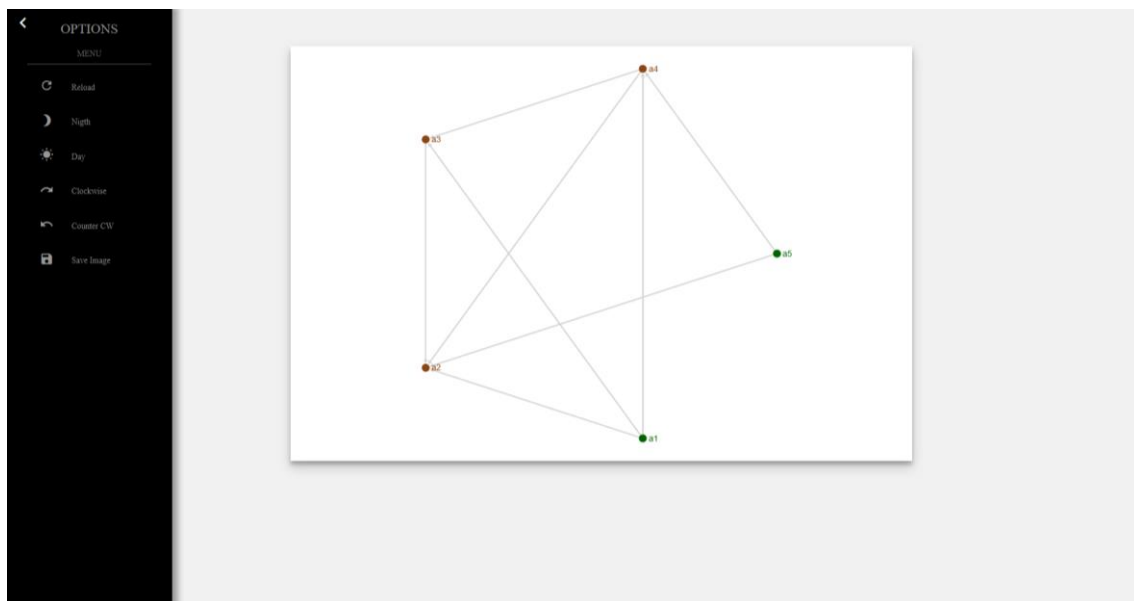 OPTIONS
MENU
Reload
Nigth
Day
Clockwise
Counter CW
Save Image
a4
a3
a5
a2
a1